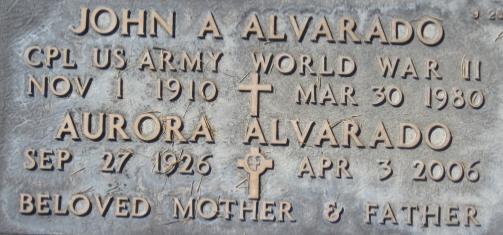 JOHN A ALVARADO
CPL US ARMY WORLD WAR II
NOV 1 1910 MAR 30 1980
AURORA ALVARADO
SEP 27 1926 APR 3 2006
BELOVED MOTHER & FATHER